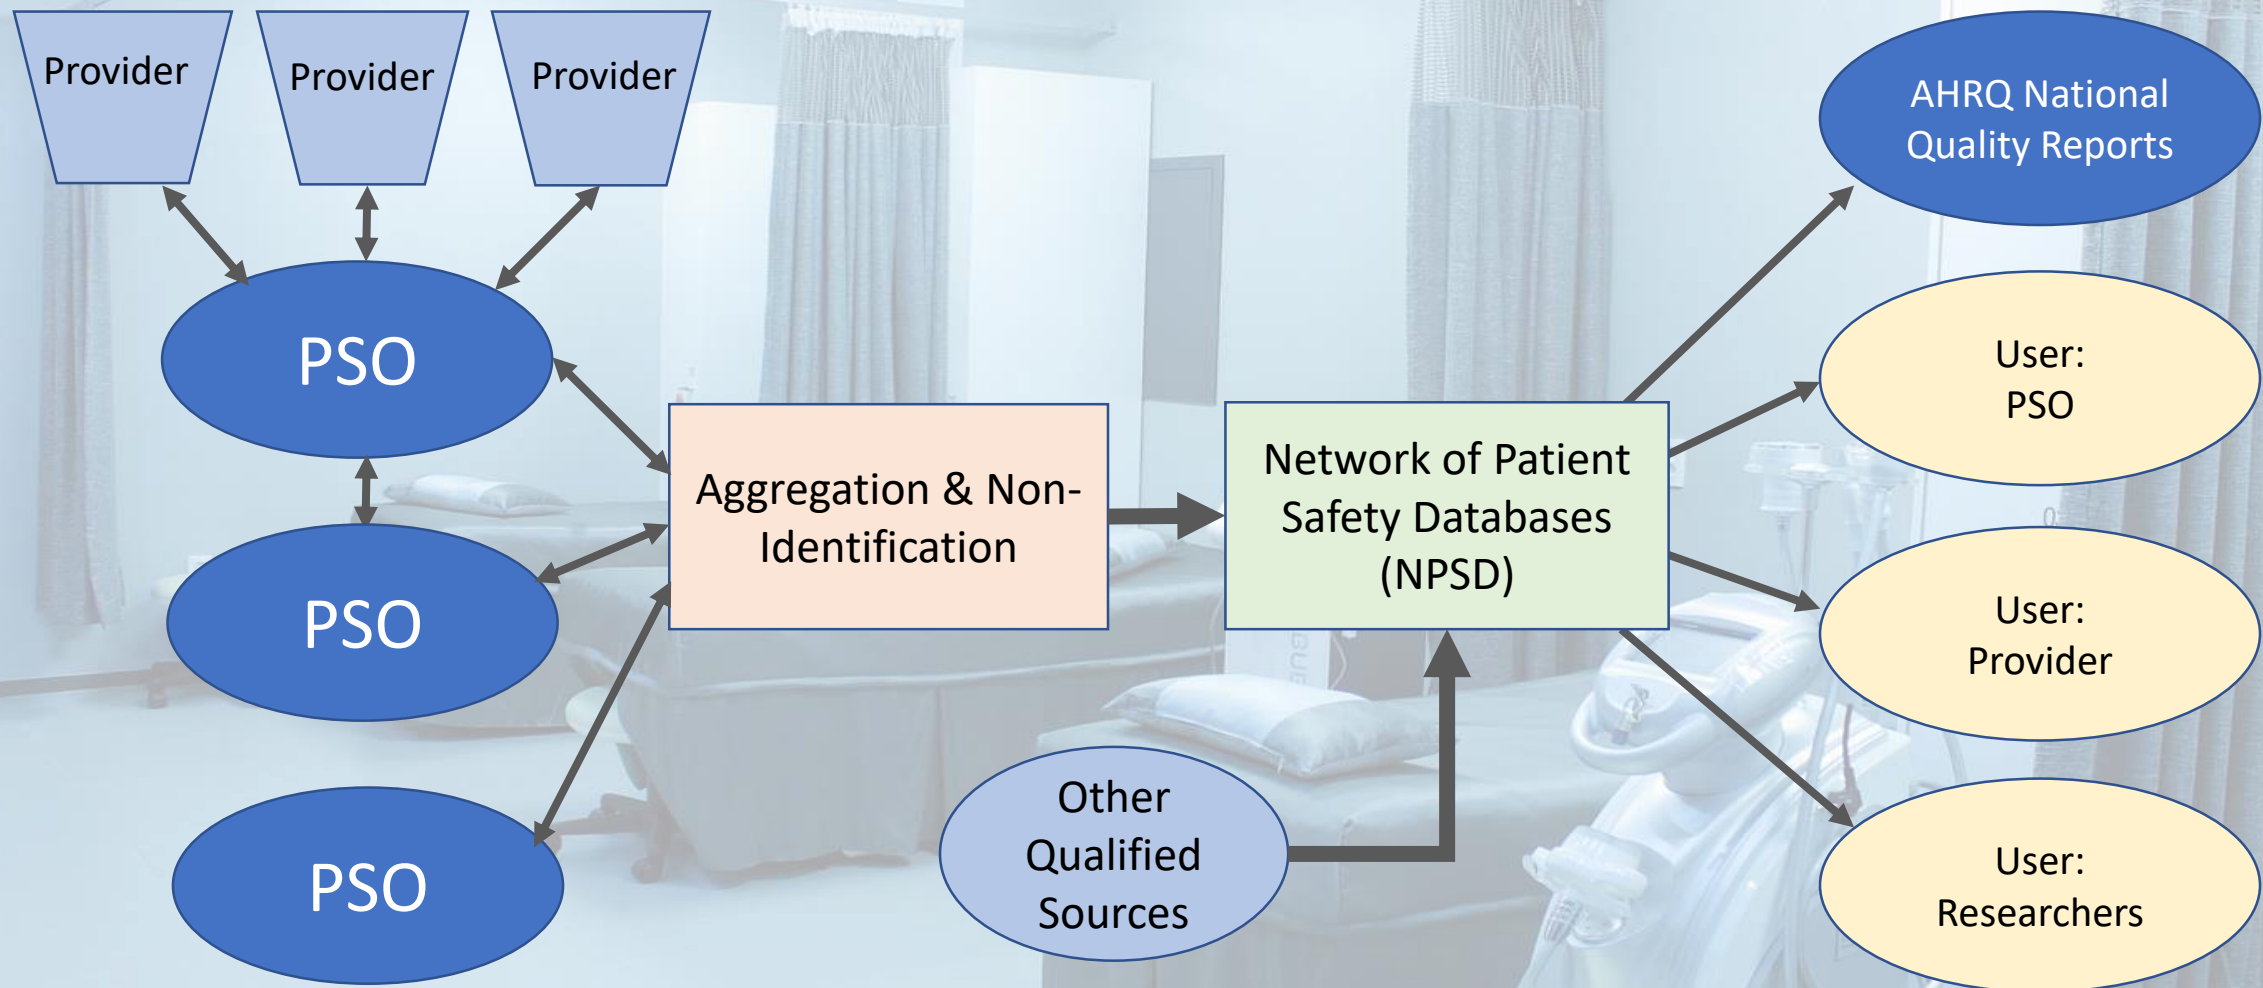 Provider
Provider
Provider
PSO
PSO
PSO
Aggregation & Non-
Identification
Network of Patient
Safety Databases
(NPSD)
Other
Qualified
Sources
AHRQ National
Quality Reports
User:
PSO
User:
Provider
User:
Researchers